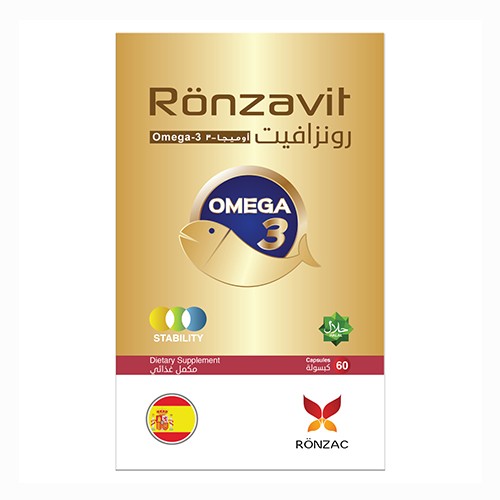 Rönzavit
رونزافيت
Omega-3 أوميجا-٣
OMEGA
3
STABILITY
حلال
Dietary Supplement
مكمل غذائي
Capsules
كبسولة
60
RÖNZAC